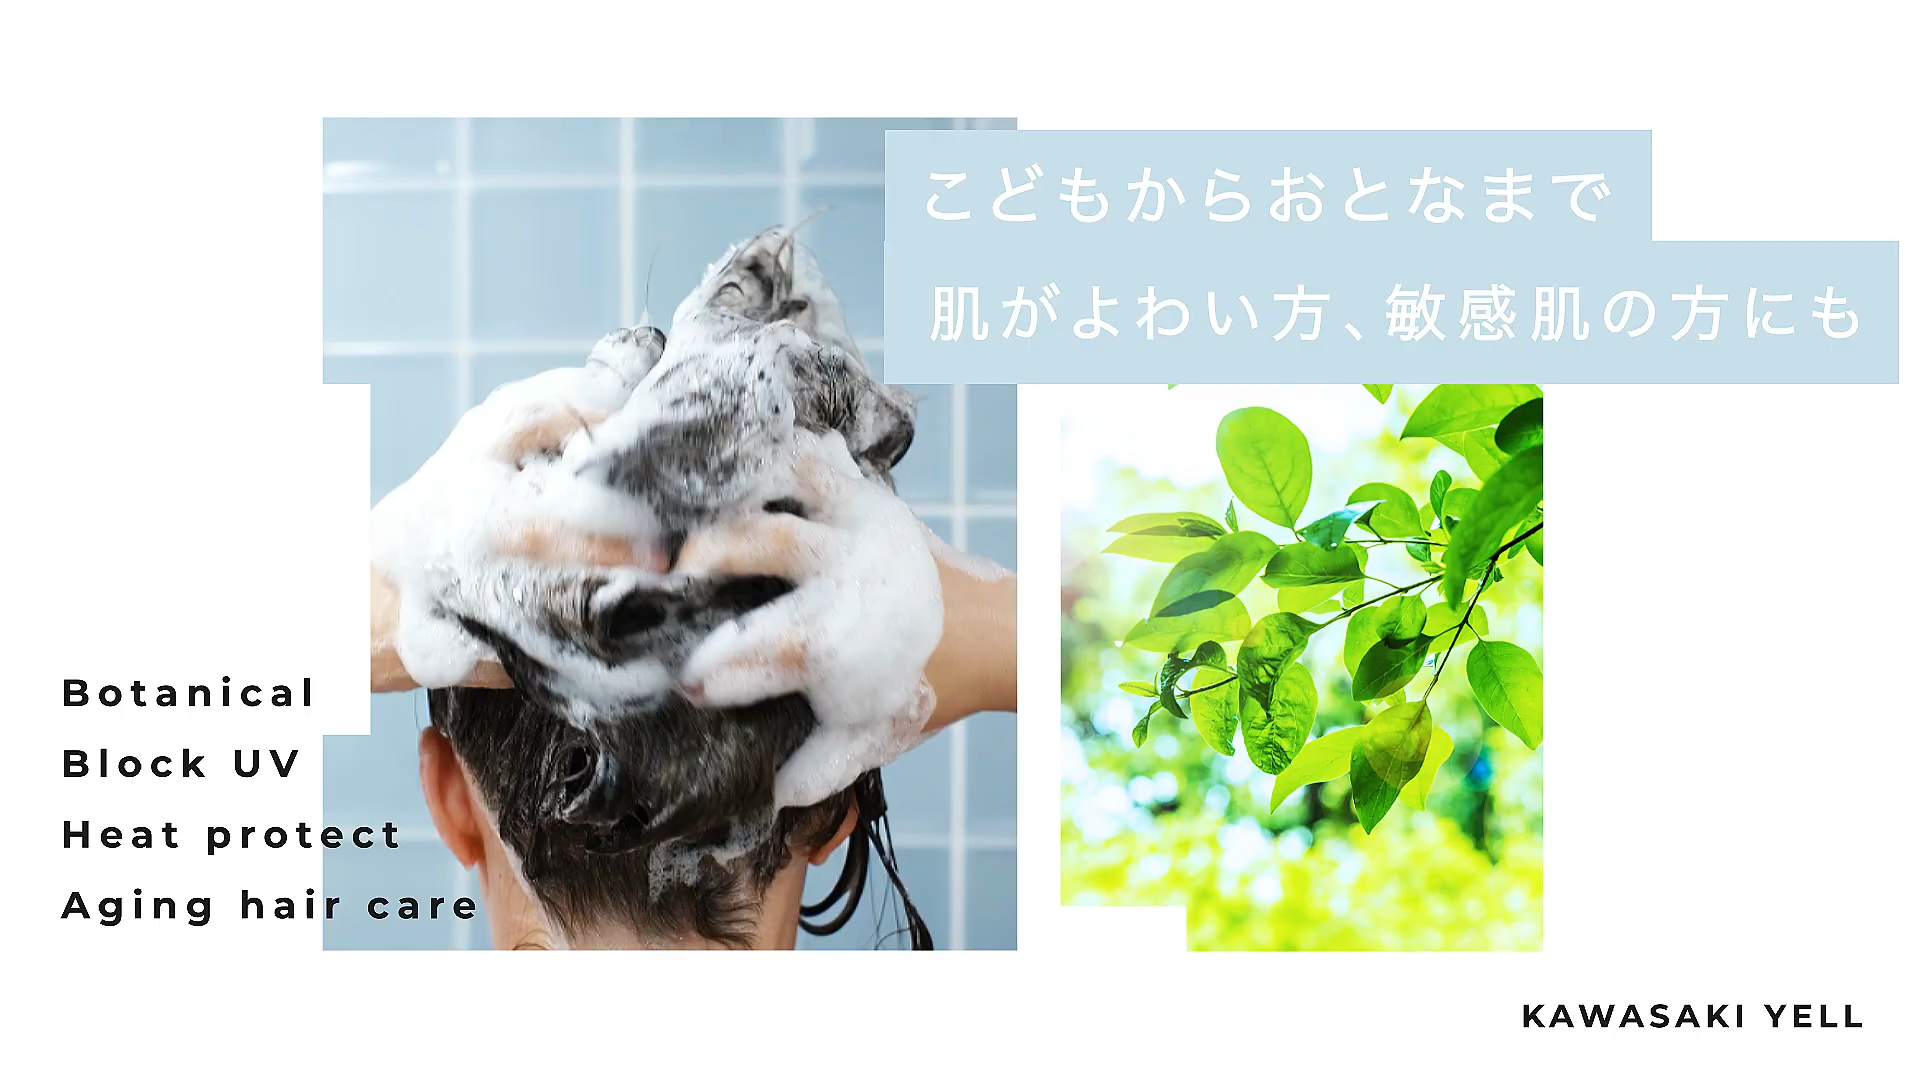 こどもからおとなまで
肌がよわい方、敏感肌の方にも
Botanical
Block UV
Heat protect
Aging hair care
KAWASAKI YELL